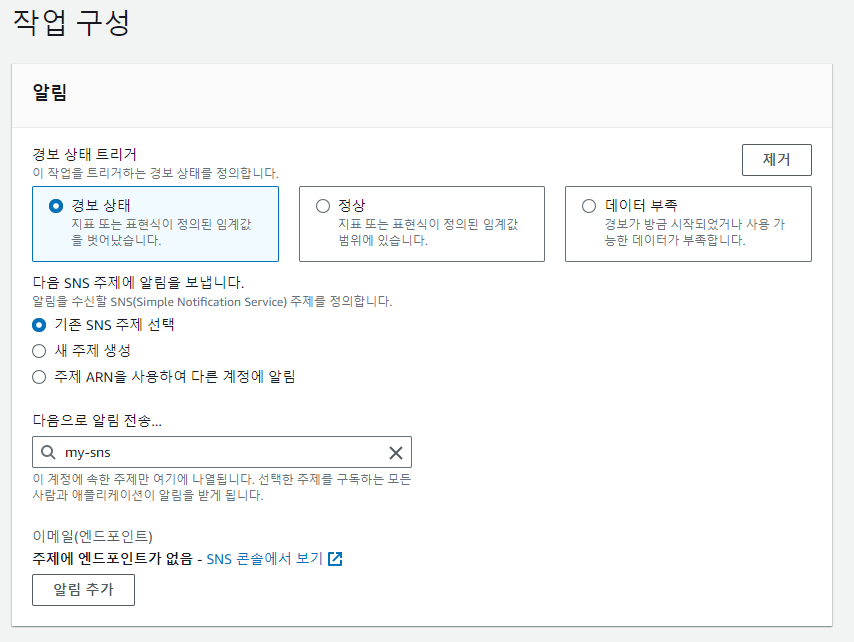 작업 구성
알림
경보 상태 트리거
이 작업을 트리거하는 경보 상태를 정의합니다.
제거
경보 상태
지표 또는 표현식이 정의된 임계값
을 벗어났습니다.
정상
지표 또는 표현식이 정의된 임계값
범위에 있습니다.
데이터 부족
경보가 방금 시작되었거나 사용 가
능한 데이터가 부족합니다.
다음 SNS 주제에 알림을 보냅니다.
알림을 수신할 SNS(Simple Notification Service) 주제를 정의합니다.
기존 SNS 주제 선택
새 주제 생성
주제 ARN을 사용하여 다른 계정에 알림
다음으로 알림 전송...
my-sns
이 계정에 속한 주제만 여기에 나열됩니다. 선택한 주제를 구독하는 모든
사람과 애플리케이션이 알림을 받게 됩니다.
이메일(엔드포인트)
주제에 엔드포인트가 없음 - SNS 콘솔에서 보기
알림 추가